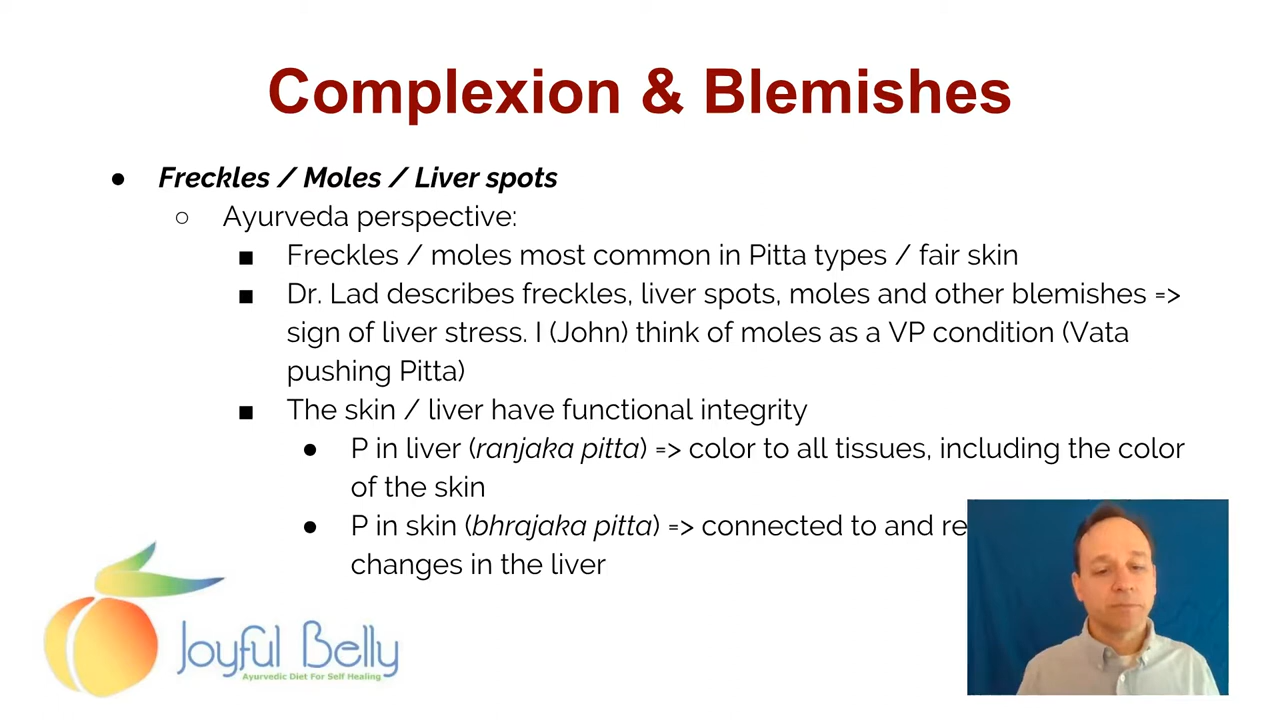 Complexion & Blemishes
● Freckles / Moles / Liver spots
○ Ayurveda perspective:
■ Freckles / moles most common in Pitta types / fair skin
■ Dr. Lad describes freckles, liver spots, moles and other blemishes =>
sign of liver stress. I (John) think of moles as a VP condition (Vata
pushing Pitta)
■ The skin / liver have functional integrity
● P in liver (ranjaka pitta) => color to all tissues, including the color
of the skin
● P in skin (bhrajaka pitta) => connected to and re
changes in the liver
Joyful Belly
Ayurvedic Diet For Self Healing